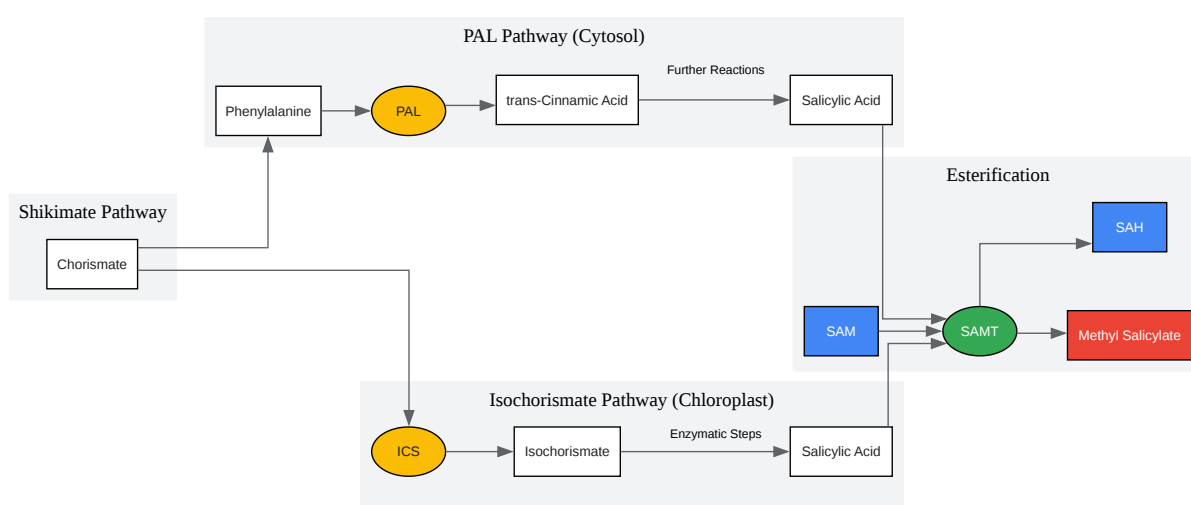 PAL Pathway (Cytosol)
Phenylalanine
PAL
trans-Cinnamic Acid
Further Reactions
Salicylic Acid
Shikimate Pathway
Chorismate
Esterification
SAH
SAM
SAMT
Methyl Salicylate
Isochorismate Pathway (Chloroplast)
ICS
Isochorismate
Enzymatic Steps
Salicylic Acid